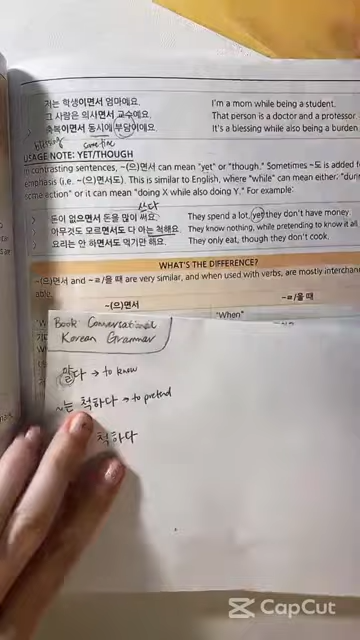 저는 학생이면서 엄마예요. I'm a mom while being a student.
그 사람은 의사면서 교수예요. That person is a doctor and a professor
축복이면서 동시에 부담이에요. It's a blessing while also being a burden.
blessing same time 쓰다
USAGE NOTE: YET/THOUGH
n contrasting sentences, -(으)면서 can mean "yet" or "though." Sometimes -도 is added fo
emphasis (i.e. -(으)면서도). This is similar to English, where "while" can mean either: "durin
some action" or it can mean "doing X while also doing Y." For example:
돈이 없으면서 돈을 많이 써요. They spend a lot, yet they don't have money.
아무것도 모르면서도 다 아는 척해요. They know nothing, while pretending to know it all
요리는 안 하면서도 먹기만 해요. They only eat, though they don't cook.
WHAT'S THE DIFFERENCE?
-(으)면서 and -ㄹ/을 때 are very similar, and when used with verbs, are mostly interchan
able.
-(으)면서 -ㄹ/을 때
"When"
Book Conversational
Korean Grammar
알다 → to know
~는 척하다 → to pretend
척하다
CapCut